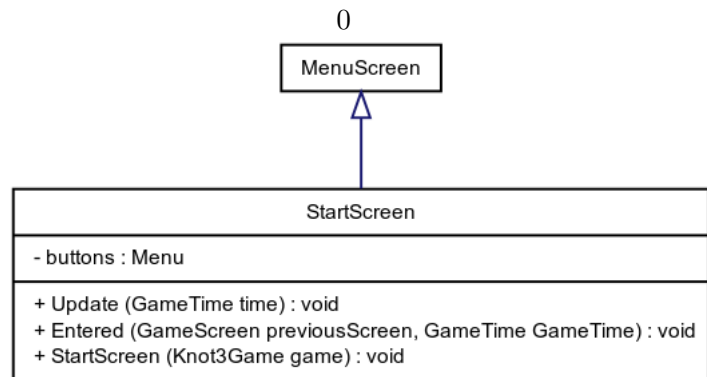 0
MenuScreen
StartScreen
- buttons : Menu
+ Update (GameTime time) : void
+ Entered (GameScreen previousScreen, GameTime GameTime) : void
+ StartScreen (Knot3Game game) : void